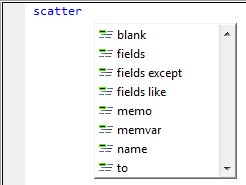 scatter
blank
fields
fields except
fields like
memo
memvar
name
to